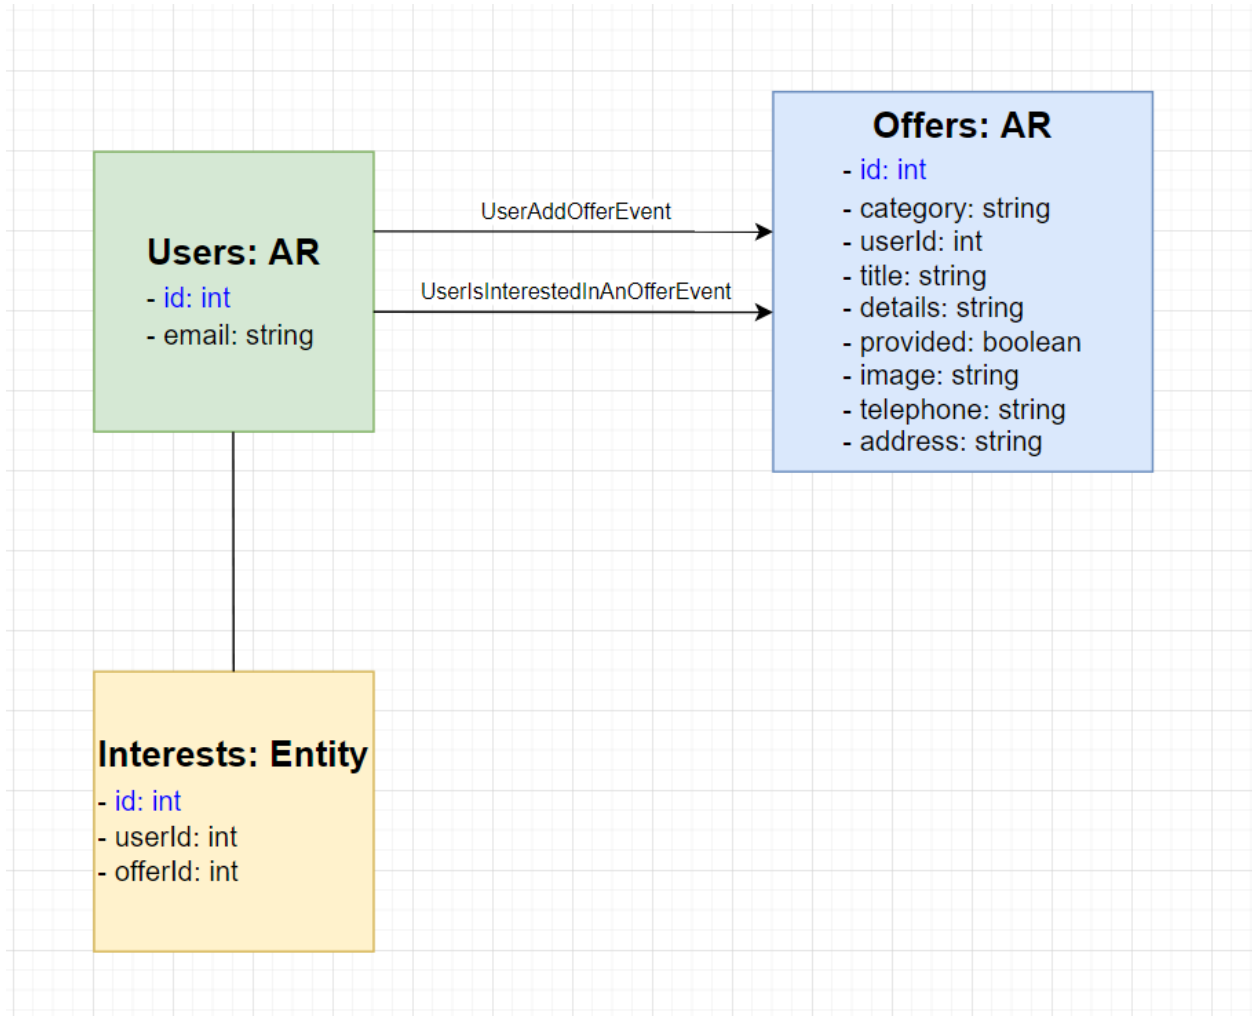 Users: AR
- id: int
- email: string
UserAddOfferEvent
UserIsInterestedInAnOfferEvent
Offers: AR
- id: int
- category: string
- userId: int
- title: string
- details: string
- provided: boolean
- image: string
- telephone: string
- address: string
Interests: Entity
- id: int
- userId: int
- offerId: int